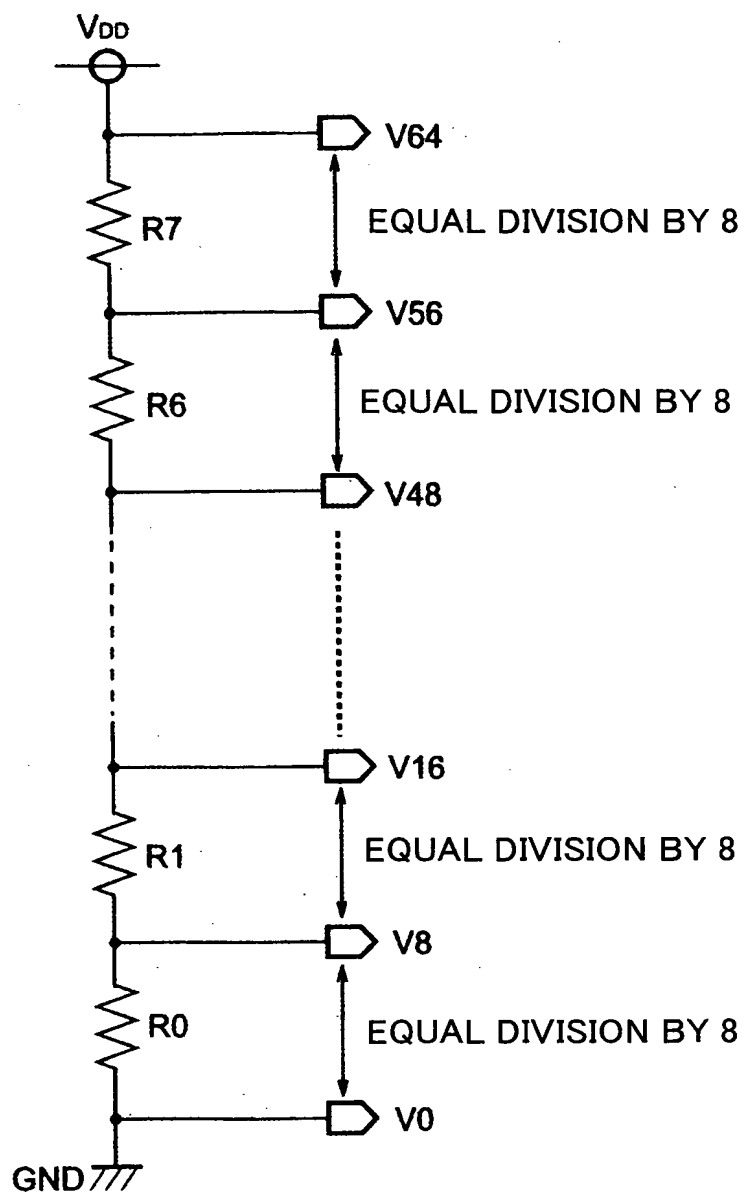 VDD
V64
R7
EQUAL DIVISION BY 8
V56
R6
EQUAL DIVISION BY 8
V48
V16
R1
EQUAL DIVISION BY 8
V8
R0
EQUAL DIVISION BY 8
V0
GND